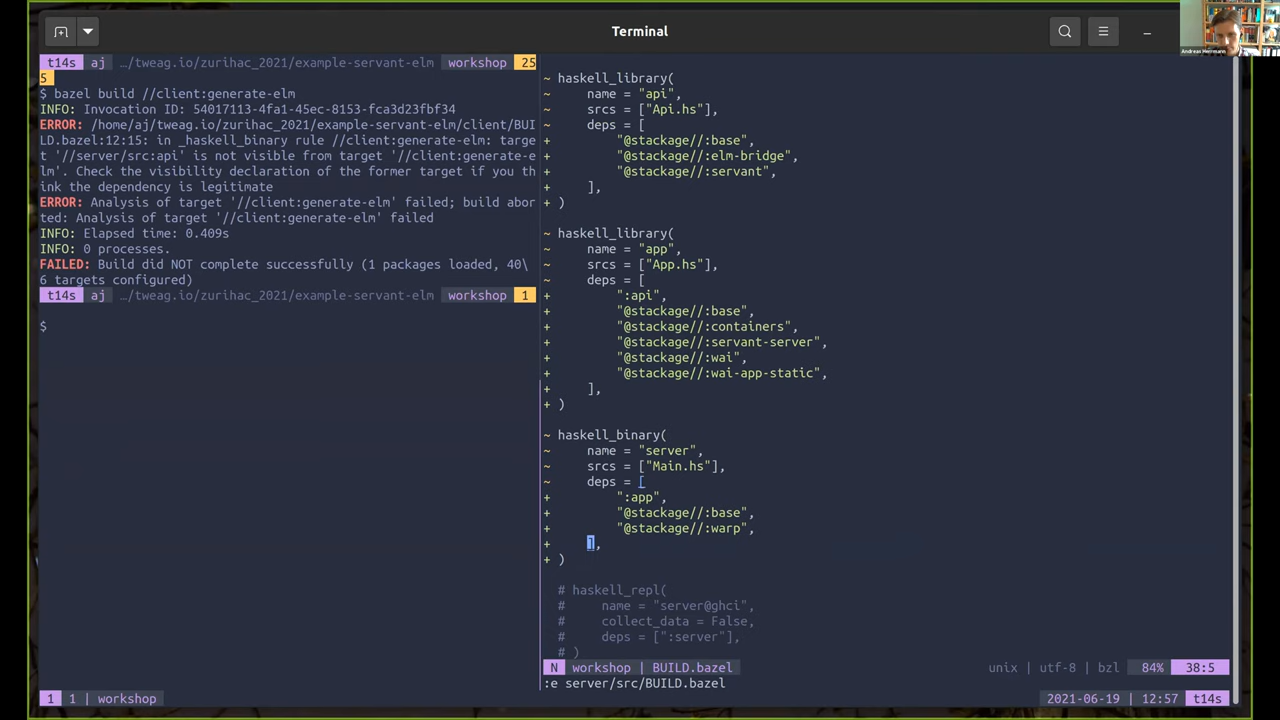 Terminal
Andreas Herrmann
t14s aj …/tweag.io/zurihac_2021/example-servant-elm workshop 25
5
$ bazel build //client:generate-elm
INFO: Invocation ID: 54017113-4fa1-45ec-8153-fca3d23fbf34
ERROR: /home/aj/tweag.io/zurihac_2021/example-servant-elm/client/BUI
LD.bazel:12:15: in _haskell_binary rule //client:generate-elm: targe
t '//server/src:api' is not visible from target '//client:generate-e
lm'. Check the visibility declaration of the former target if you th
ink the dependency is legitimate
ERROR: Analysis of target '//client:generate-elm' failed; build abor
ted: Analysis of target '//client:generate-elm' failed
INFO: Elapsed time: 0.409s
INFO: 0 processes.
FAILED: Build did NOT complete successfully (1 packages loaded, 40\
6 targets configured)
t14s aj …/tweag.io/zurihac_2021/example-servant-elm workshop 1
$
~ haskell_library(
~     name = "api",
~     srcs = ["Api.hs"],
~     deps = [
+         "@stackage//:base",
+         "@stackage//:elm-bridge",
+         "@stackage//:servant",
+     ],
+ )
~ haskell_library(
~     name = "app",
~     srcs = ["App.hs"],
~     deps = [
+         ":api",
+         "@stackage//:base",
+         "@stackage//:containers",
+         "@stackage//:servant-server",
+         "@stackage//:wai",
+         "@stackage//:wai-app-static",
+     ],
+ )
~ haskell_binary(
~     name = "server",
~     srcs = ["Main.hs"],
~     deps = [
+         ":app",
+         "@stackage//:base",
+         "@stackage//:warp",
+     ],
+ )
# haskell_repl(
#     name = "server@ghci",
#     collect_data = False,
#     deps = [":server"],
# )
N workshop | BUILD.bazel unix | utf-8 | bzl 84% 38:5
:e server/src/BUILD.bazel
1 1 | workshop 2021-06-19 | 12:57 t14s